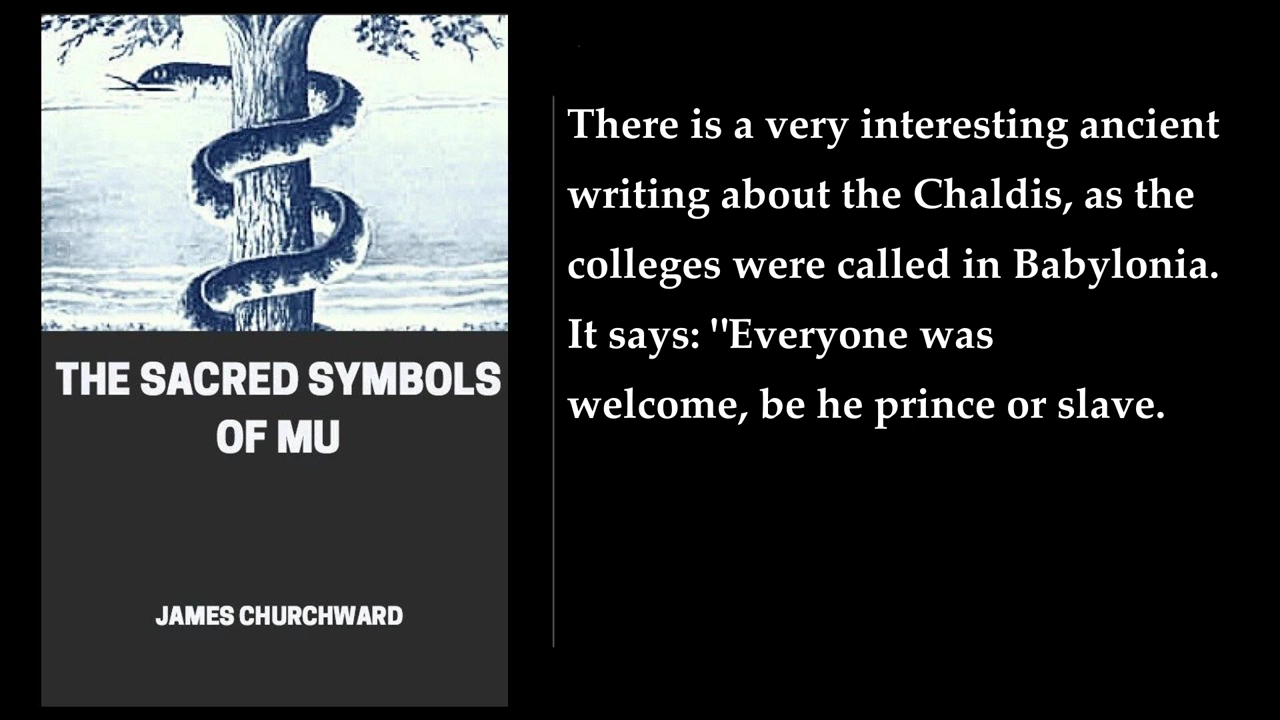 THE SACRED SYMBOLS
OF MU
JAMES CHURCHWARD
There is a very interesting ancient
writing about the Chaldis, as the
colleges were called in Babylonia.
It says: "Everyone was
welcome, be he prince or slave.